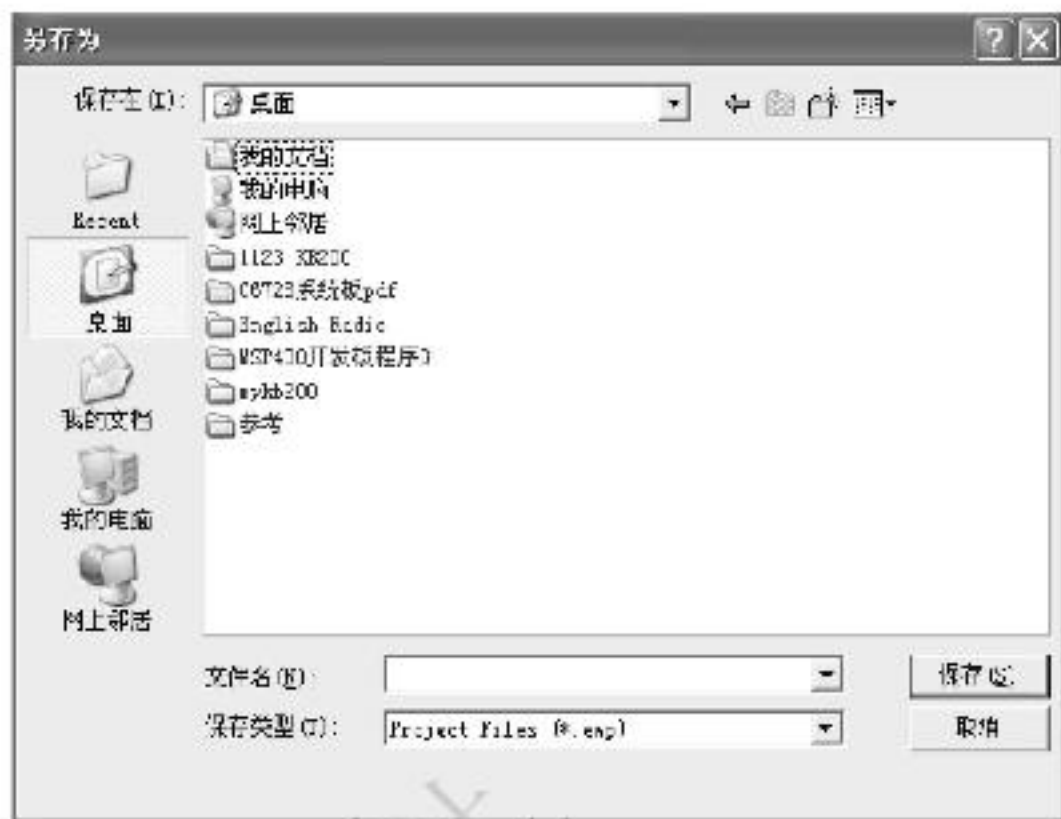 另存为
保存在(I):
桌面
Recent
桌面
我的文档
我的电脑
网上邻居
我的文档
我的电脑
网上邻居
1123 KB200
C6723系统板pdf
English Radio
MSP430开发板程序
mykb200
参考
文件名(N):
保存(S)
保存类型(T):
Project Files (*.ewp)
取消